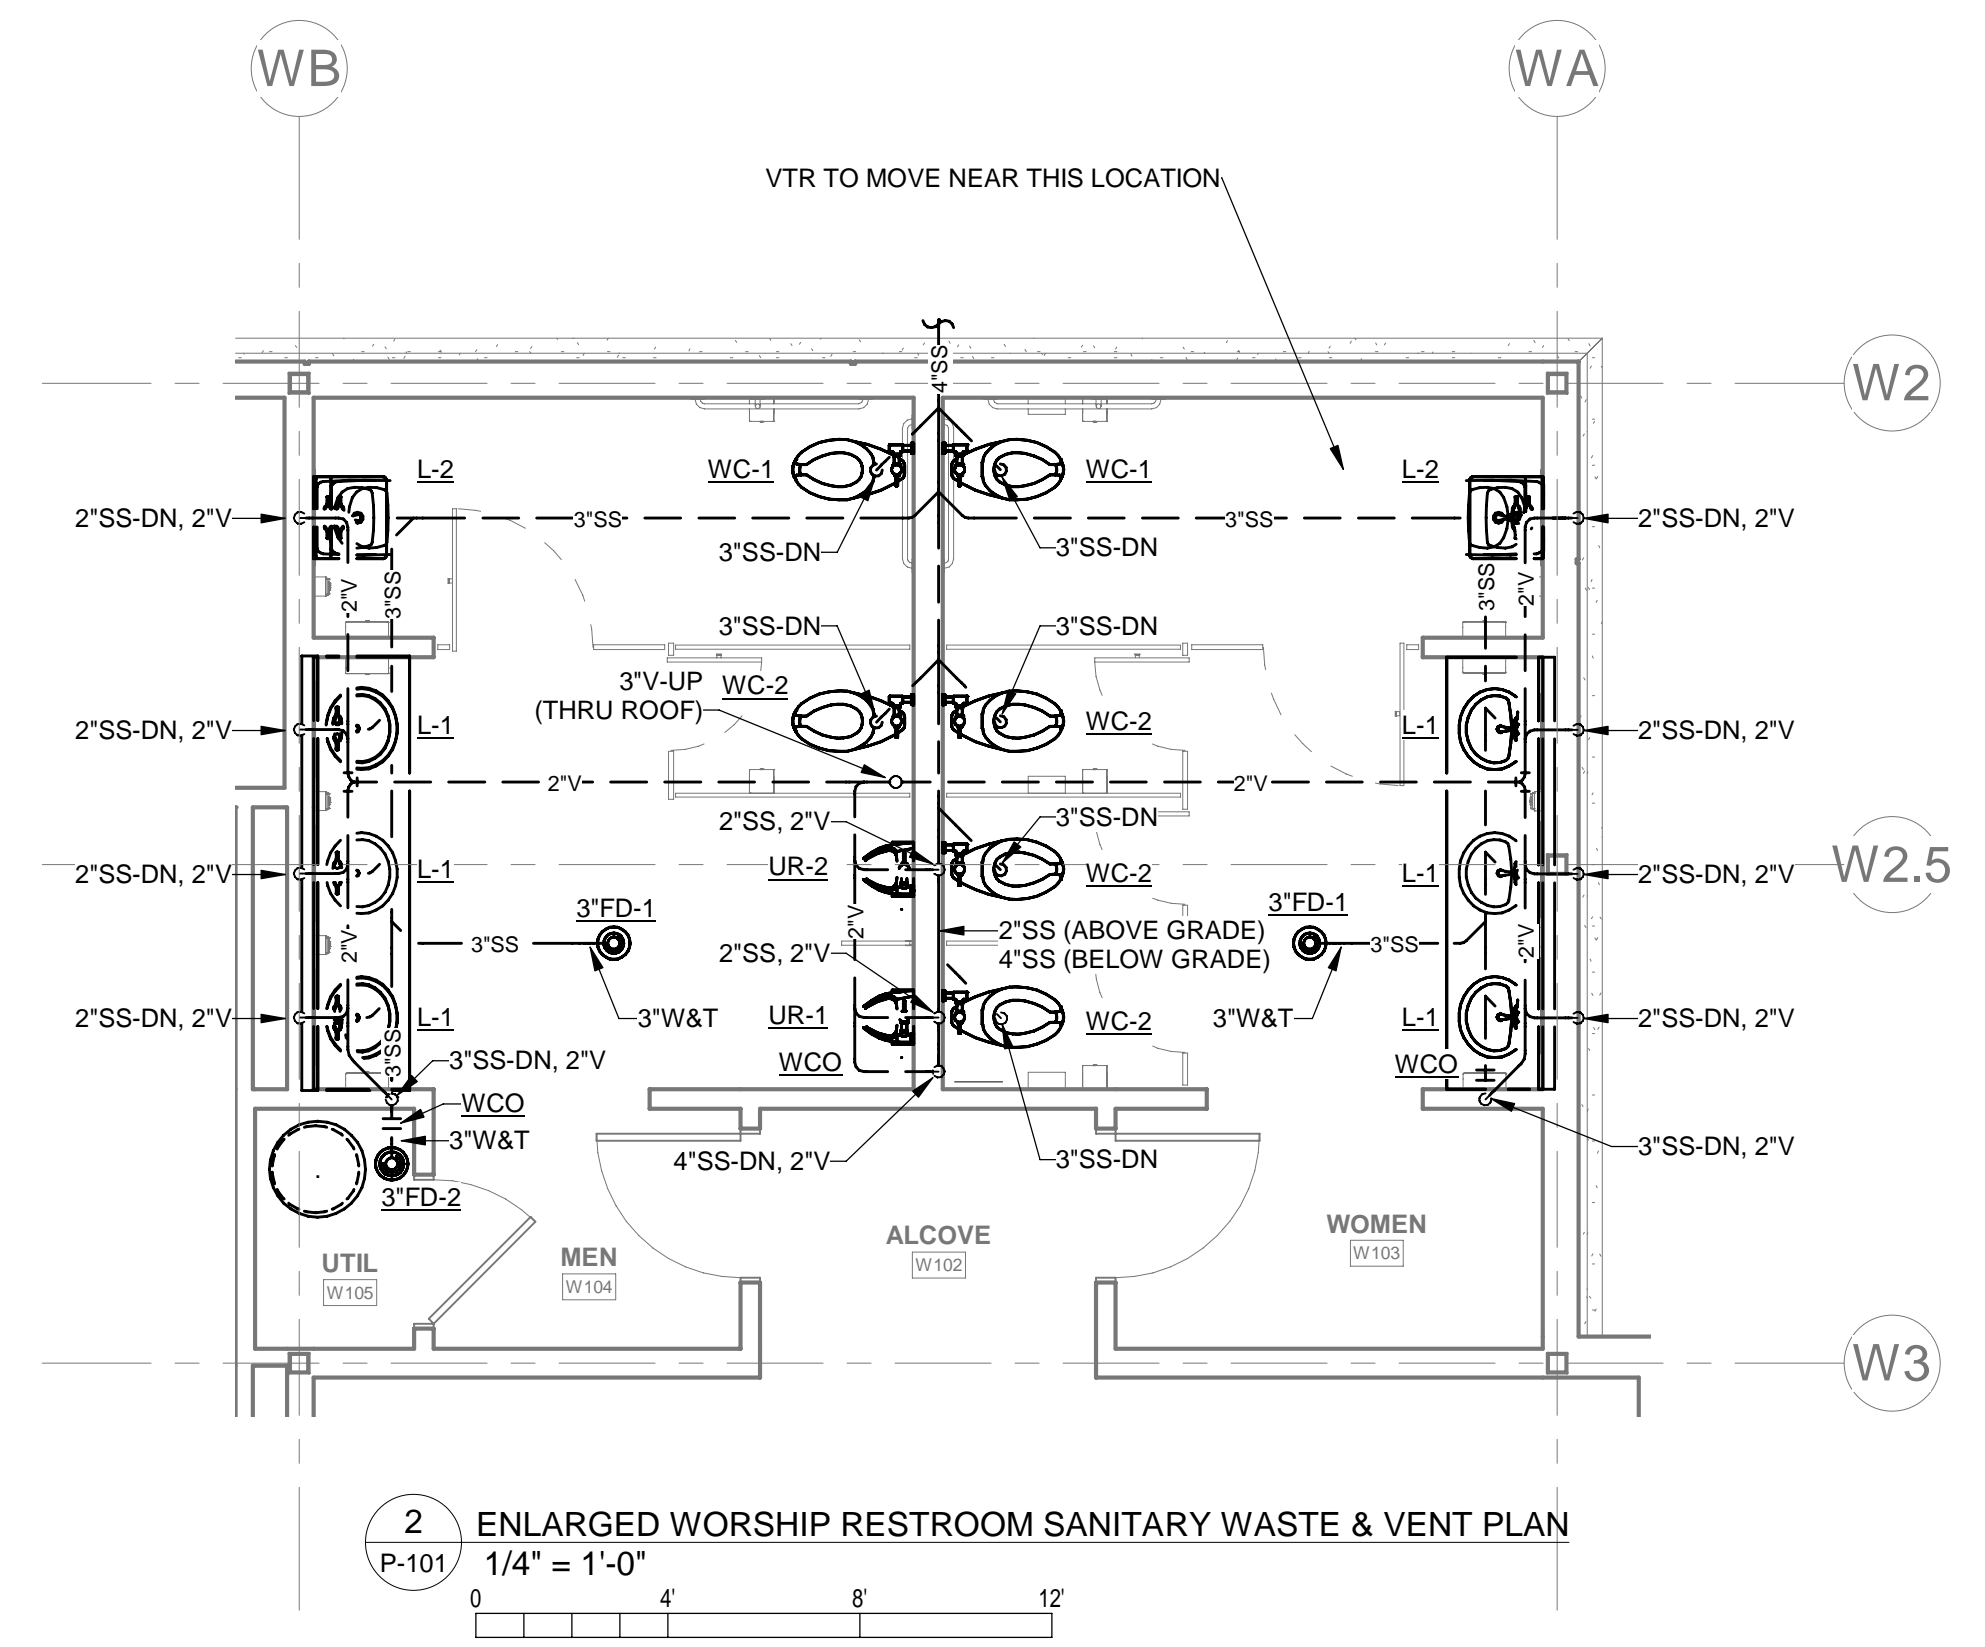 WB
WA
VTR TO MOVE NEAR THIS LOCATION
4"SS
W2
L-2
WC-1
WC-1
L-2
2"SS-DN, 2"V
3"SS
3"SS
2"SS-DN, 2"V
3"SS-DN
3"SS-DN
2"V
3"SS
3"SS
2"V
3"SS-DN
3"SS-DN
3"V-UP
(THRU ROOF)
WC-2
WC-2
2"SS-DN, 2"V
L-1
L-1
2"SS-DN, 2"V
2"V
2"V
2"SS, 2"V
3"SS-DN
UR-2
WC-2
2"SS-DN, 2"V
L-1
L-1
2"SS-DN, 2"V
W2.5
3"FD-1
3"FD-1
2"V
2"V
3"SS
2"V
2"SS (ABOVE GRADE)
4"SS (BELOW GRADE)
3"SS
2"SS, 2"V
2"SS-DN, 2"V
L-1
3"W&T
UR-1
WC-2
3"W&T
L-1
2"SS-DN, 2"V
3"SS
3"SS-DN, 2"V
WCO
WCO
WCO
3"W&T
4"SS-DN, 2"V
3"SS-DN
3"SS-DN, 2"V
3"FD-2
UTIL
W105
MEN
W104
ALCOVE
W102
WOMEN
W103
W3
2
P-101
ENLARGED WORSHIP RESTROOM SANITARY WASTE & VENT PLAN
1/4" = 1'-0"
0 4' 8' 12'